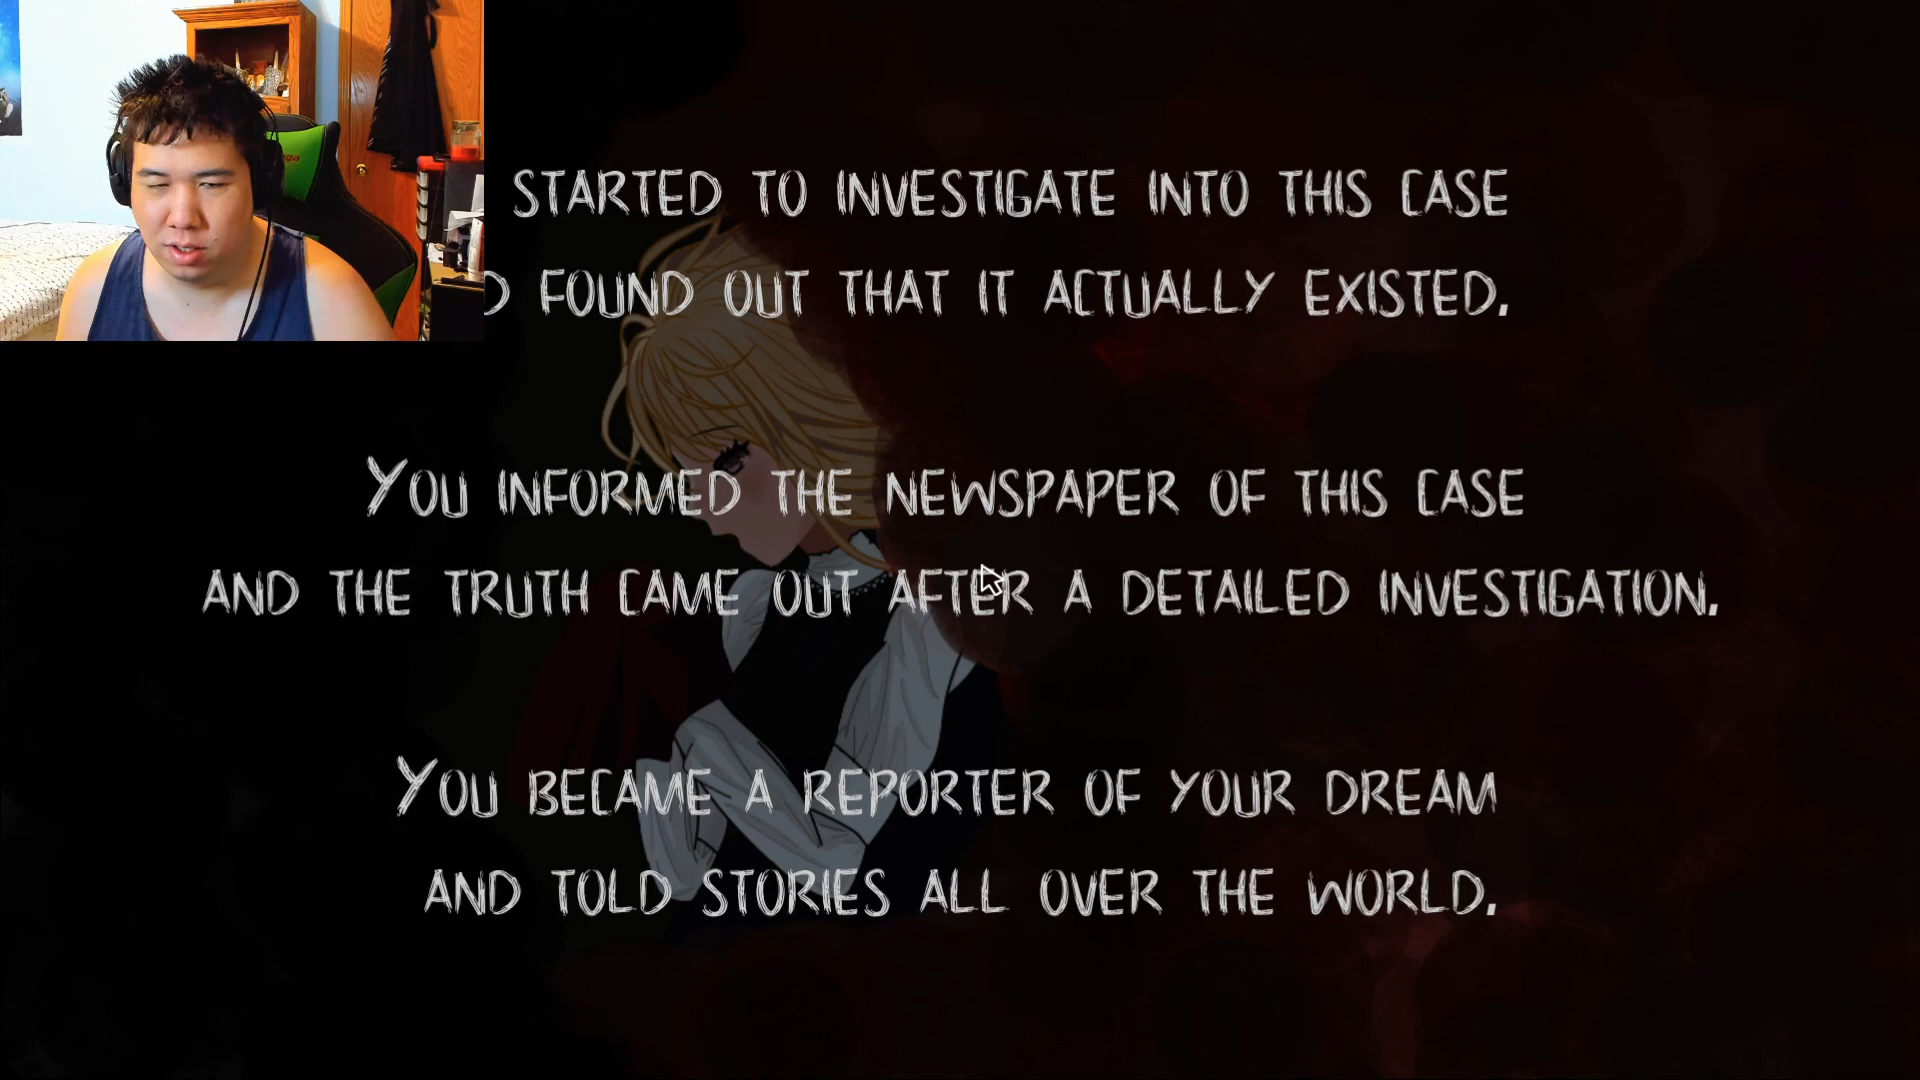 STARTED TO INVESTIGATE INTO THIS CASE
FOUND OUT THAT IT ACTUALLY EXISTED.
YOU INFORMED THE NEWSPAPER OF THIS CASE
AND THE TRUTH CAME OUT AFTER A DETAILED INVESTIGATION.
YOU BECAME A REPORTER OF YOUR DREAM
AND TOLD STORIES ALL OVER THE WORLD.